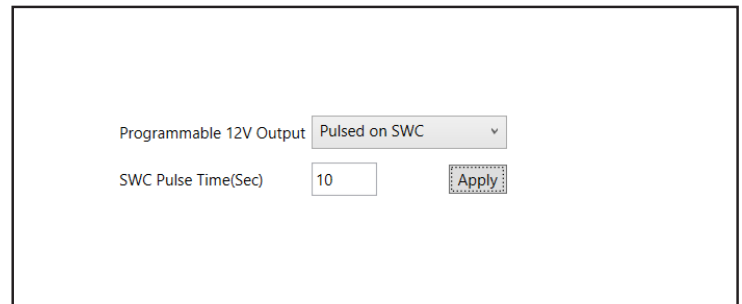 Programmable 12V Output Pulsed on SWC
SWC Pulse Time(Sec) 10 Apply